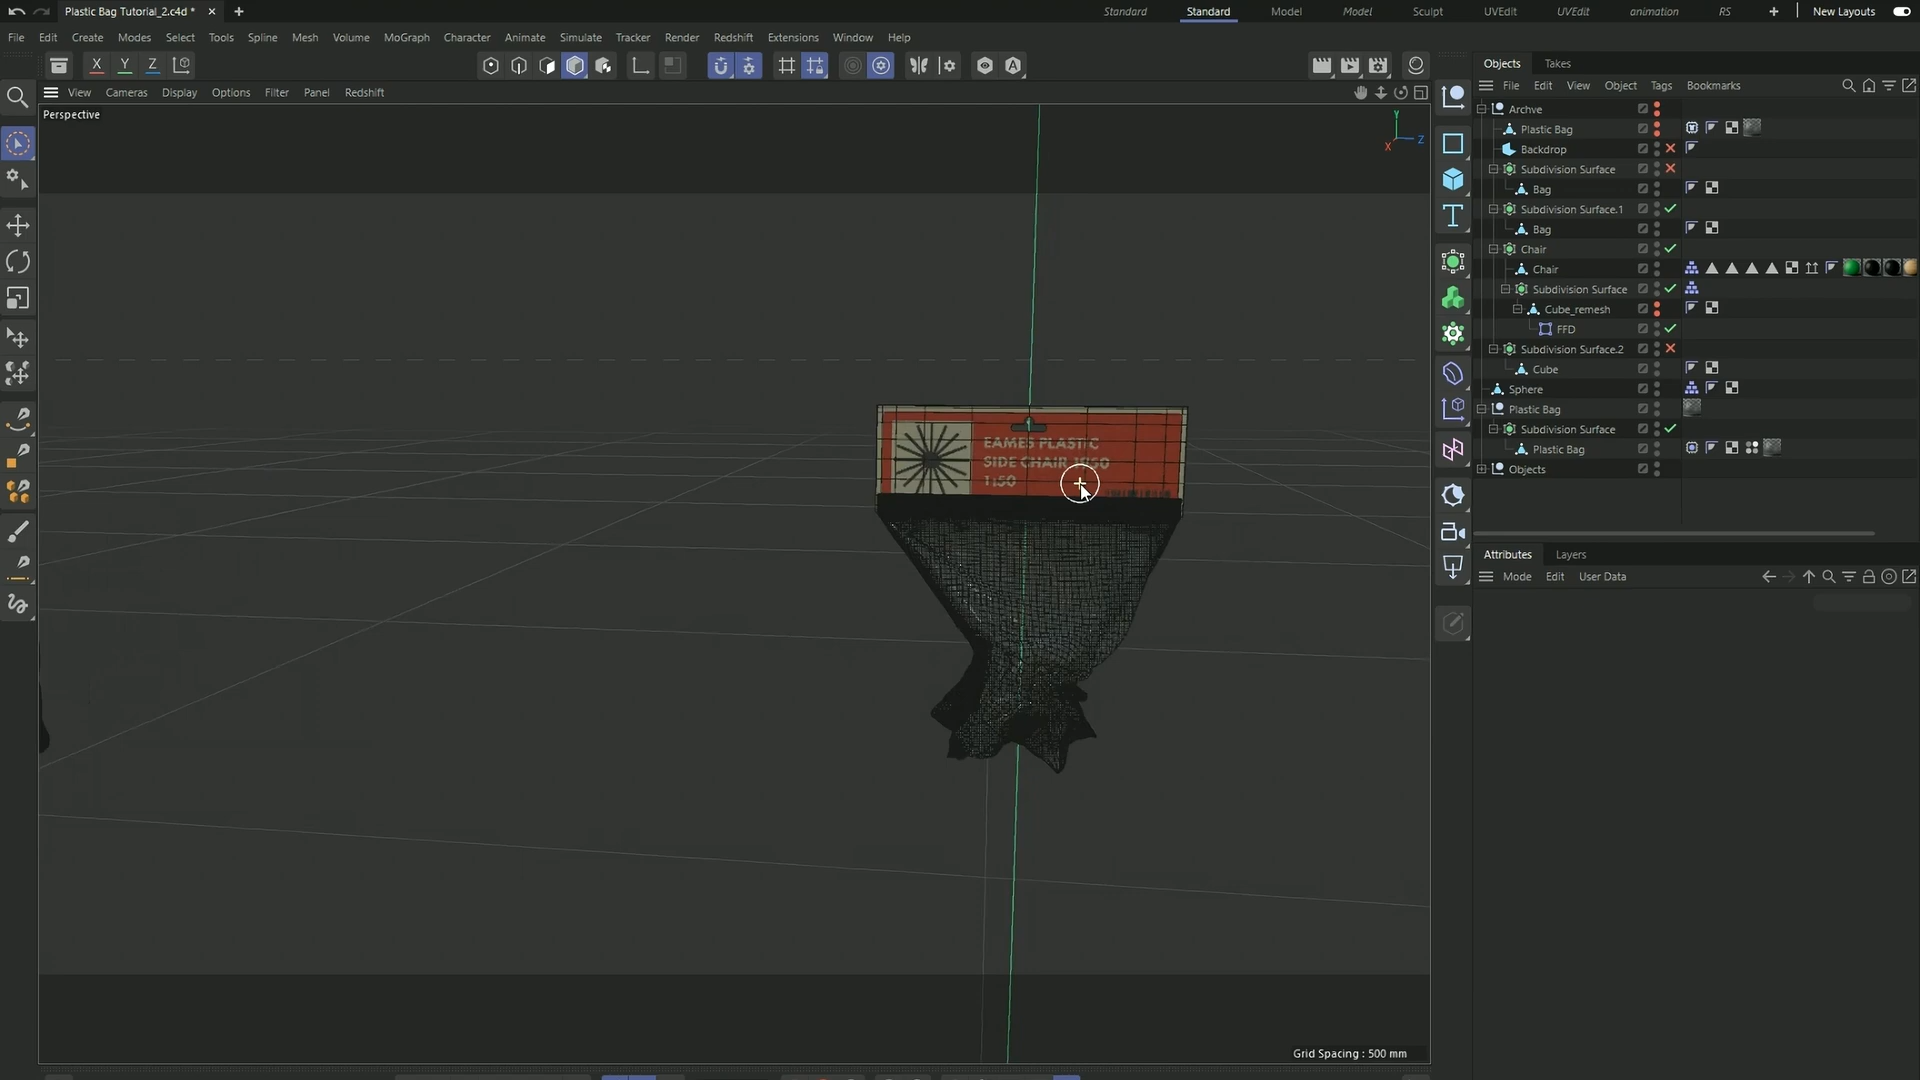 Plastic Bag Tutorial_2.c4d *
Standard Standard Model Model Sculpt UVEdit UVEdit animation RS New Layouts
File Edit Create Modes Select Tools Spline Mesh Volume MoGraph Character Animate Simulate Tracker Render Redshift Extensions Window Help
X Y Z
Objects Takes
File Edit View Object Tags Bookmarks
View Cameras Display Options Filter Panel Redshift
Perspective
Y
Z
X
Archve
Plastic Bag
Backdrop
Subdivision Surface
Bag
Subdivision Surface.1
Bag
Chair
Chair
Subdivision Surface
Cube_remesh
FFD
Subdivision Surface.2
Cube
Sphere
Plastic Bag
Subdivision Surface
Plastic Bag
Objects
EAMES PLASTIC
SIDE CHAIR 1950
1:50
Attributes Layers
Mode Edit User Data
Grid Spacing : 500 mm